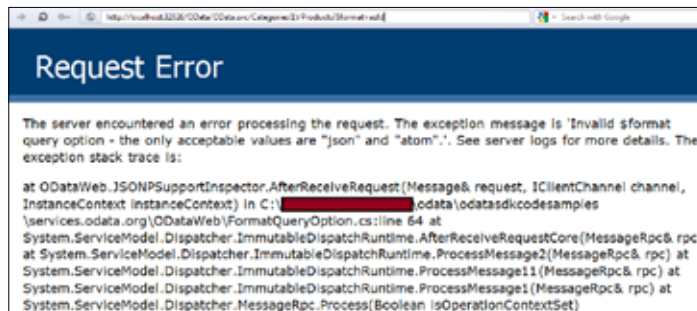 http://localhost:32026/OData/OData.svc/Categories(1)/Products?$format=asfd
Search with Google
Request Error
The server encountered an error processing the request. The exception message is 'Invalid $format
query option - the only acceptable values are "json" and "atom".'. See server logs for more details. The
exception stack trace is:
at ODataWeb.JSONPSupportInspector.AfterReceiveRequest(Message& request, IClientChannel channel,
InstanceContext instanceContext) in C:\ \odata\odatasdkcodesamples
\services.odata.org\ODataWeb\FormatQueryOption.cs:line 64 at
System.ServiceModel.Dispatcher.ImmutableDispatchRuntime.AfterReceiveRequestCore(MessageRpc& rpc
at System.ServiceModel.Dispatcher.ImmutableDispatchRuntime.ProcessMessage2(MessageRpc& rpc) at
System.ServiceModel.Dispatcher.ImmutableDispatchRuntime.ProcessMessage11(MessageRpc& rpc) at
System.ServiceModel.Dispatcher.ImmutableDispatchRuntime.ProcessMessage1(MessageRpc& rpc) at
System.ServiceModel.Dispatcher.MessageRpc.Process(Boolean isOperationContextSet)